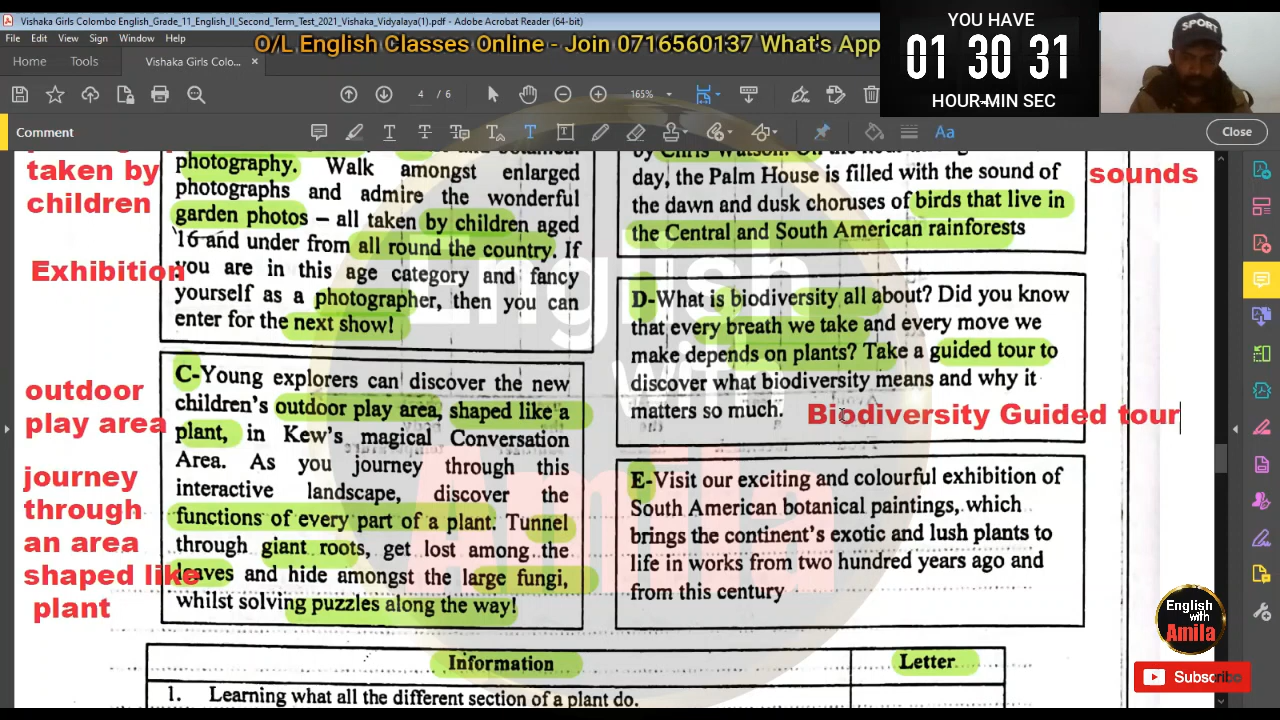 Vishaka Girls Colombo English_Grade_11_English_II_Second_Term_Test_2021_Vishaka_Vidyalaya(1).pdf - Adobe Acrobat Reader (64-bit)
File Edit View Sign Window Help
O/L English Classes Online - Join 0716560137 What's App
YOU HAVE
01 30 31
HOUR MIN SEC
SPORT
Home Tools Vishaka Girls Colo... ×
4 / 6 165%
Comment
Close
taken by
children
Exhibition
outdoor
play area
journey
through
an area
shaped like
plant
photography. Walk amongst enlarged
photographs and admire the wonderful
garden photos – all taken by children aged
16 and under from all round the country. If
you are in this age category and fancy
yourself as a photographer, then you can
enter for the next show!
C-Young explorers can discover the new
children's outdoor play area, shaped like a
plant, in Kew's magical Conversation
Area. As you journey through this
interactive landscape, discover the
functions of every part of a plant. Tunnel
through giant roots, get lost among the
leaves and hide amongst the large fungi,
whilst solving puzzles along the way!
by Chris Watson.
day, the Palm House is filled with the sound of
the dawn and dusk choruses of birds that live in
the Central and South American rainforests
sounds
D-What is biodiversity all about? Did you know
that every breath we take and every move we
make depends on plants? Take a guided tour to
discover what biodiversity means and why it
matters so much.
Biodiversity Guided tour
E-Visit our exciting and colourful exhibition of
South American botanical paintings, which
brings the continent's exotic and lush plants to
life in works from two hundred years ago and
from this century
Information Letter
1. Learning what all the different section of a plant do.
English
with
Amila
English
with
Amila
Subscribe